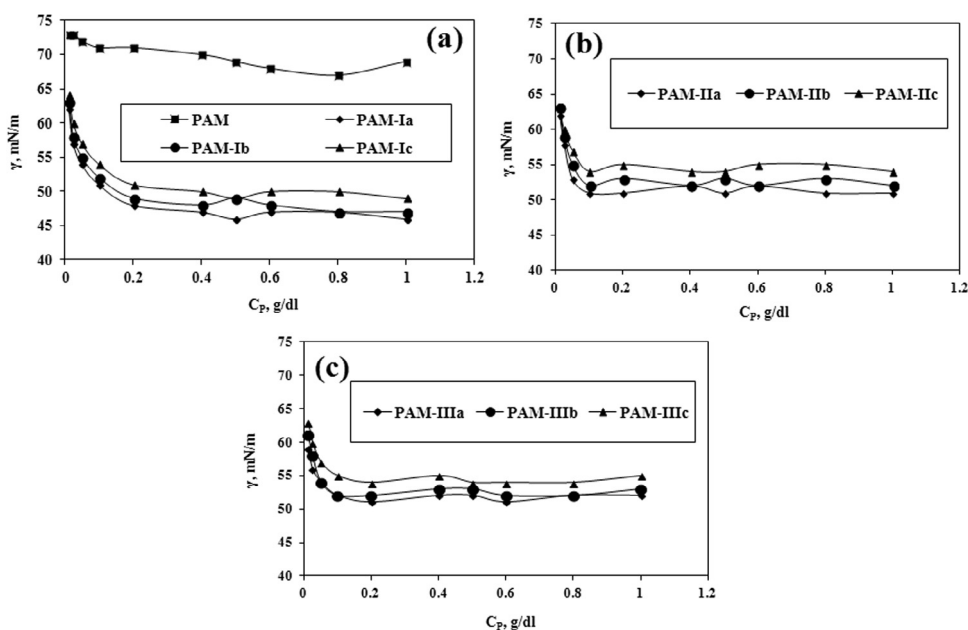 (a)
75
70
65
60
55
50
45
40
γ, mN/m
PAM PAM-Ia
PAM-Ib PAM-Ic
0 0.2 0.4 0.6 0.8 1 1.2
C_P, g/dl
(b)
75
70
65
60
55
50
45
40
γ, mN/m
PAM-IIa PAM-IIb PAM-IIc
0 0.2 0.4 0.6 0.8 1 1.2
C_P, g/dl
(c)
75
70
65
60
55
50
45
40
γ, mN/m
PAM-IIIa PAM-IIIb PAM-IIIc
0 0.2 0.4 0.6 0.8 1 1.2
C_P, g/dl